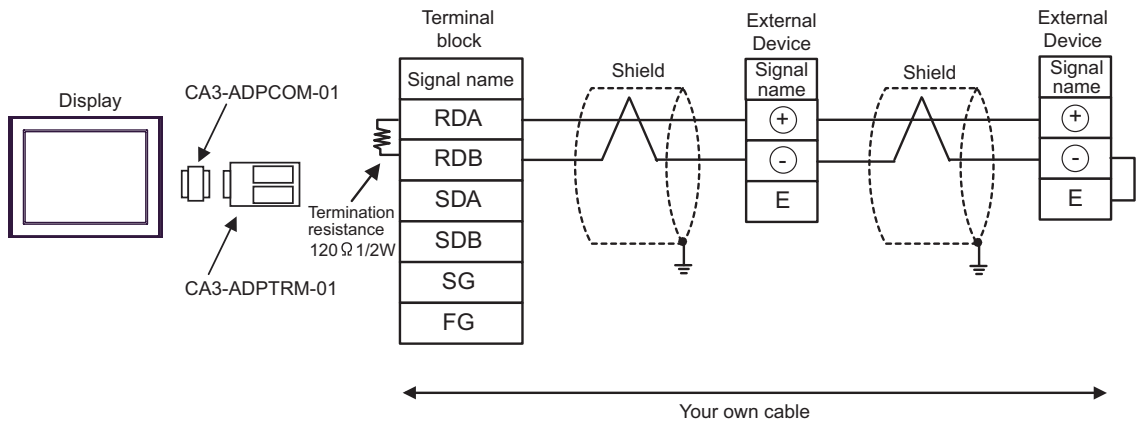 Terminal
block
External
Device
External
Device
Display
CA3-ADPCOM-01
Signal name
Shield
Signal
name
Shield
Signal
name
RDA
+
+
RDB
-
-
SDA
E
E
Termination
resistance
120Ω 1/2W
SDB
SG
CA3-ADPTRM-01
FG
Your own cable